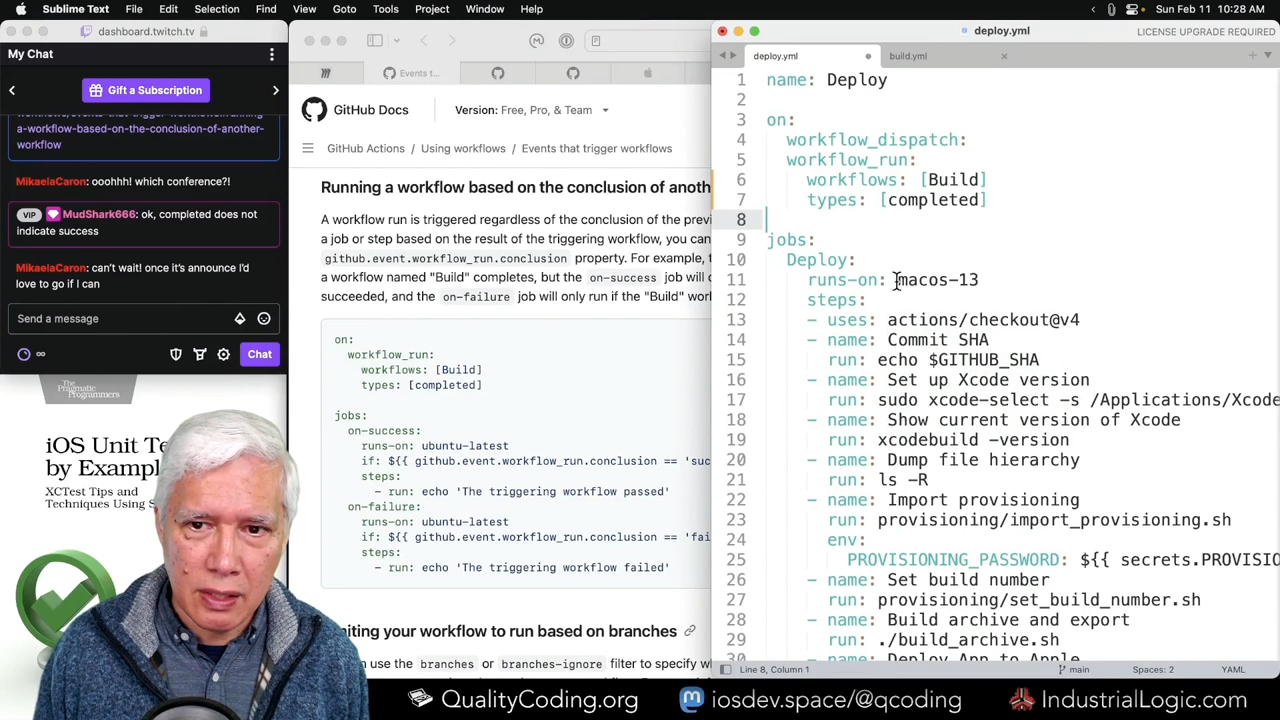 Sublime Text File Edit Selection Find View Goto Tools Project Window Help Sun Feb 11 10:28 AM
dashboard.twitch.tv
My Chat
Gift a Subscription
a-workflow-based-on-the-conclusion-of-another-
workflow
MikaelaCaron: ooohhh! which conference?!
VIP MudShark666: ok, completed does not
indicate success
MikaelaCaron: can't wait! once it's announce I'd
love to go if I can
Send a message
Chat
The
Pragmatic
Programmers
iOS Unit Te
by Exampl
XCTest Tips and
Techniques Using S
Events t...
GitHub Docs Version: Free, Pro, & Team
GitHub Actions / Using workflows / Events that trigger workflows
Running a workflow based on the conclusion of anoth
A workflow run is triggered regardless of the conclusion of the previ
a job or step based on the result of the triggering workflow, you can
github.event.workflow_run.conclusion property. For example, t
a workflow named "Build" completes, but the on-success job will o
succeeded, and the on-failure job will only run if the "Build" wor
on:
workflow_run:
workflows: [Build]
types: [completed]
jobs:
on-success:
runs-on: ubuntu-latest
if: ${{ github.event.workflow_run.conclusion == 'suc
steps:
- run: echo 'The triggering workflow passed'
on-failure:
runs-on: ubuntu-latest
if: ${{ github.event.workflow_run.conclusion == 'fai
steps:
- run: echo 'The triggering workflow failed'
iting your workflow to run based on branches
n use the branches or branches-ignore filter to specify w
deploy.yml LICENSE UPGRADE REQUIRED
deploy.yml build.yml
1 name: Deploy
2
3 on:
4 workflow_dispatch:
5 workflow_run:
6 workflows: [Build]
7 types: [completed]
8
9 jobs:
10 Deploy:
11 runs-on: macos-13
12 steps:
13 - uses: actions/checkout@v4
14 - name: Commit SHA
15 run: echo $GITHUB_SHA
16 - name: Set up Xcode version
17 run: sudo xcode-select -s /Applications/Xcode
18 - name: Show current version of Xcode
19 run: xcodebuild -version
20 - name: Dump file hierarchy
21 run: ls -R
22 - name: Import provisioning
23 run: provisioning/import_provisioning.sh
24 env:
25 PROVISIONING_PASSWORD: ${{ secrets.PROVISIO
26 - name: Set build number
27 run: provisioning/set_build_number.sh
28 - name: Build archive and export
29 run: ./build_archive.sh
30 - name: Deploy App to Apple
Line 8, Column 1 main Spaces: 2 YAML
QualityCoding.org iosdev.space/@qcoding IndustrialLogic.com